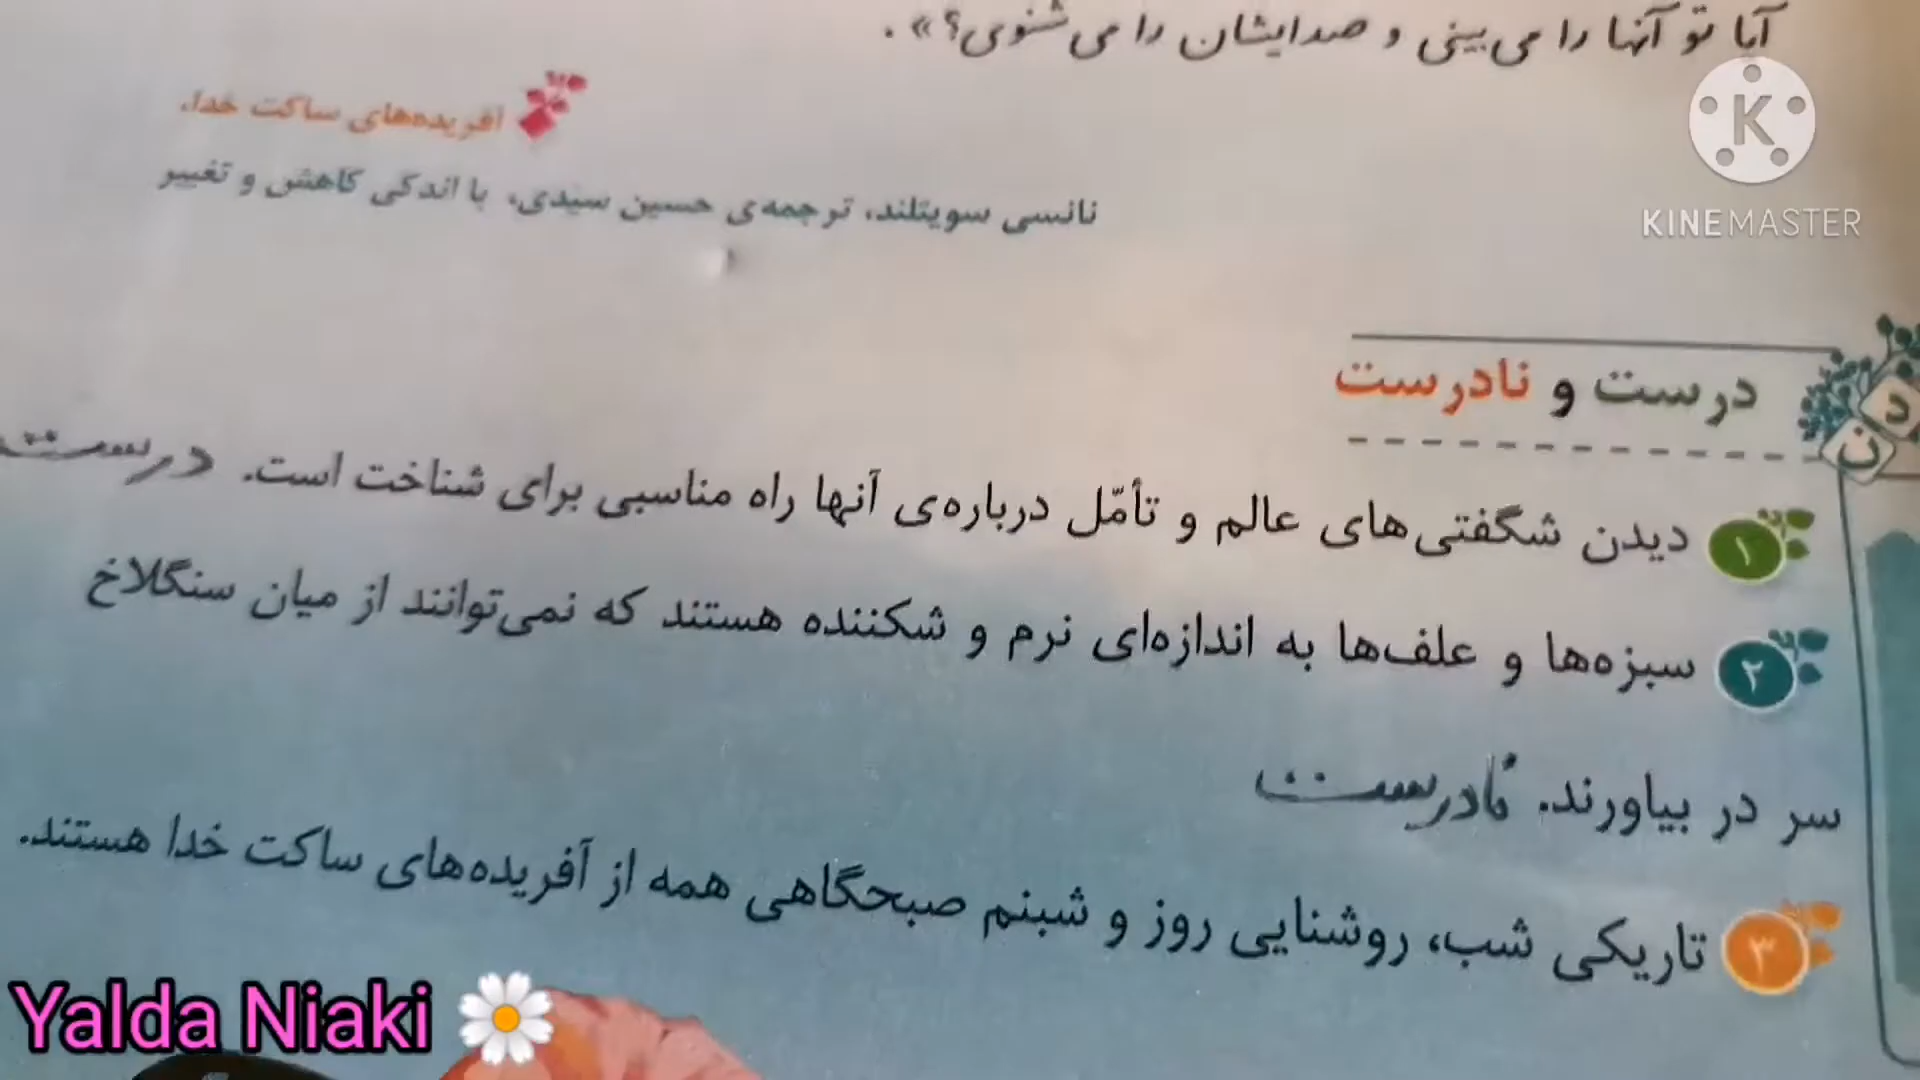 آیا تو آنها را می‌بینی و صدایشان را می‌شنوی؟».
آفریده‌های ساکت خدا،
نانسی سویتلند، ترجمه‌ی حسین سیدی، با اندکی کاهش و تغییر
K
KINEMASTER
درست و نادرست
د
ن
۱ دیدن شگفتی‌های عالم و تأمّل درباره‌ی آنها راه مناسبی برای شناخت است. درست
۲ سبزه‌ها و علف‌ها به اندازه‌ای نرم و شکننده هستند که نمی‌توانند از میان سنگلاخ
سر در بیاورند. نادرست
۳ تاریکی شب، روشنایی روز و شبنم صبحگاهی همه از آفریده‌های ساکت خدا هستند.
Yalda Niaki